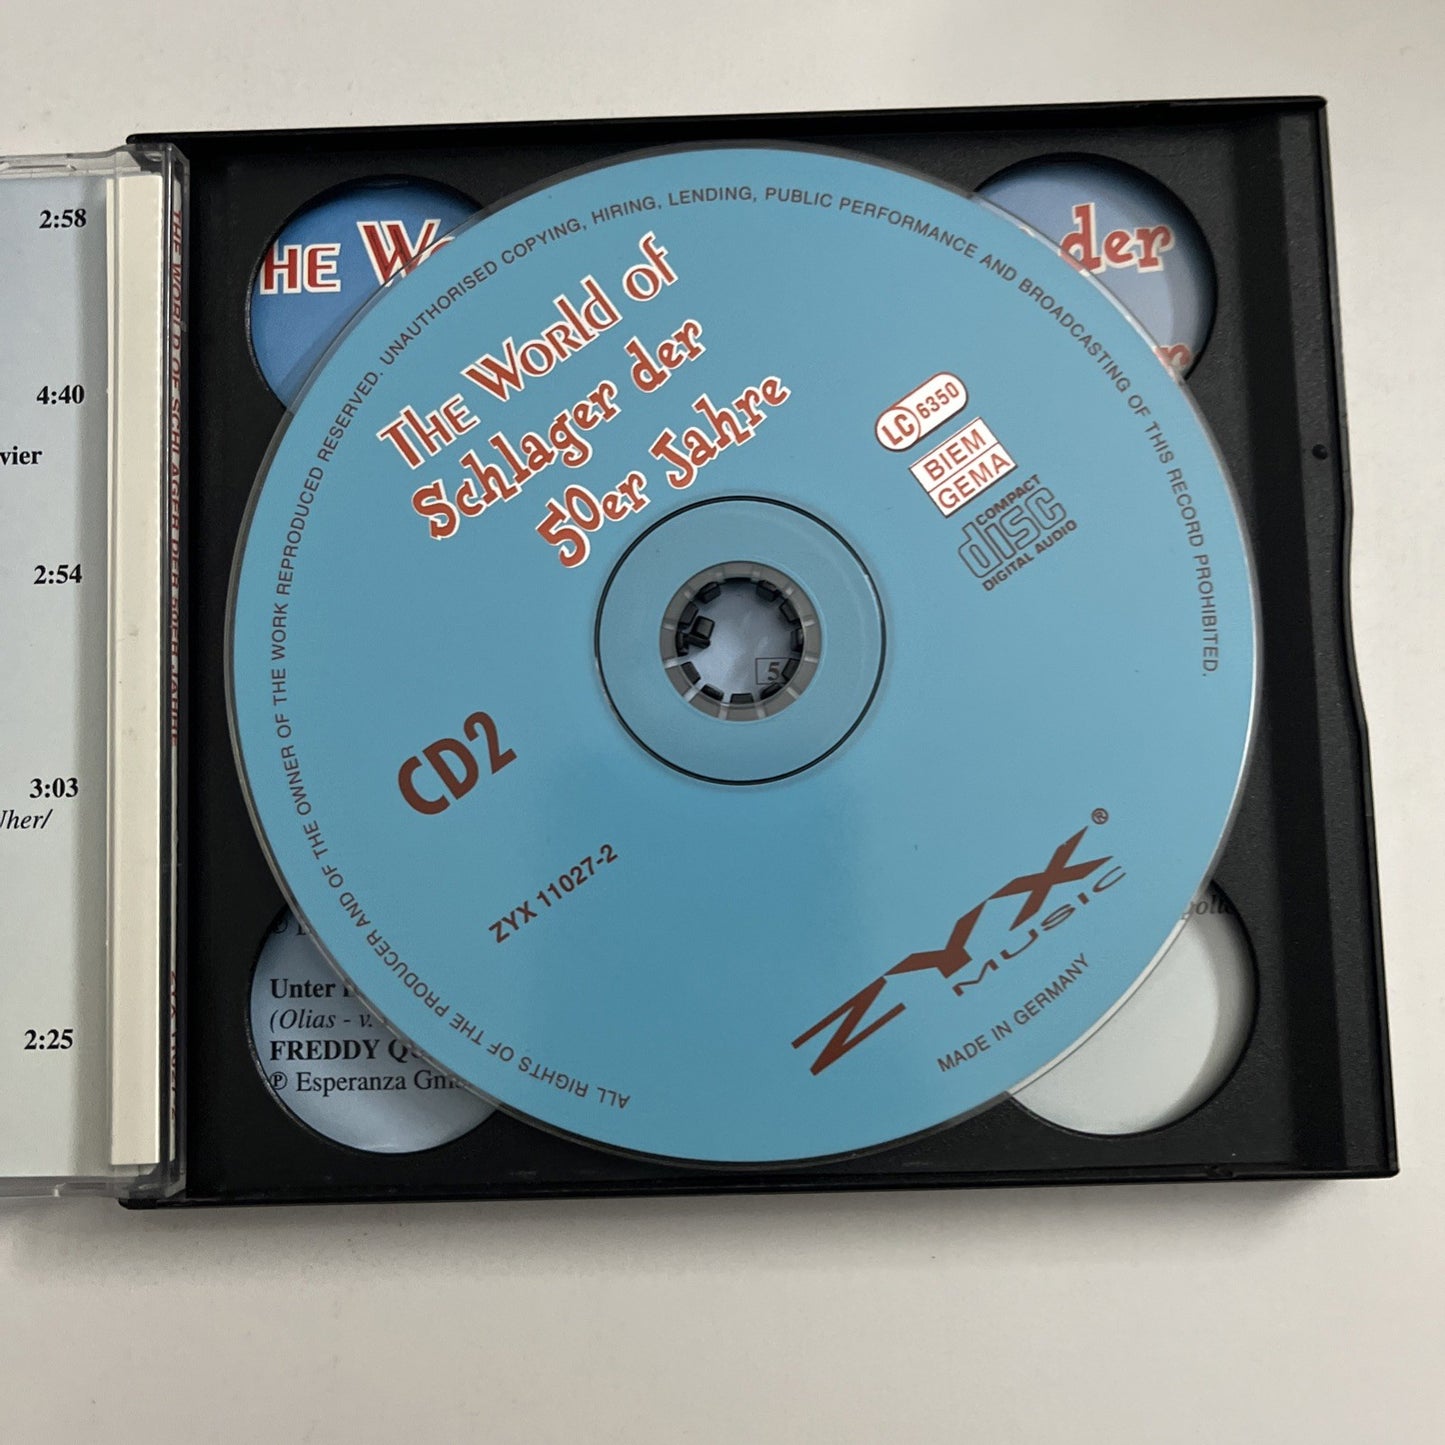 2:58
4:40
vier
2:54
3:03
Uher/
2:25
THE WORLD OF SCHLAGER DER 50ER JAHRE
HE
der
THE WORLD of
Schlager der
50er Jahre
LC 6350
BIEM
GEMA
COMPACT
disc
DIGITAL AUDIO
5
CD2
ZYX 11027-2
ZYX®
MUSIC
MADE IN GERMANY
ALL RIGHTS OF THE PRODUCER AND OF THE OWNER OF THE WORK REPRODUCED RESERVED. UNAUTHORISED COPYING, HIRING, LENDING, PUBLIC PERFORMANCE AND BROADCASTING OF THIS RECORD PROHIBITED.
Unter
(Olias - v.
FREDDY
℗ Esperanza